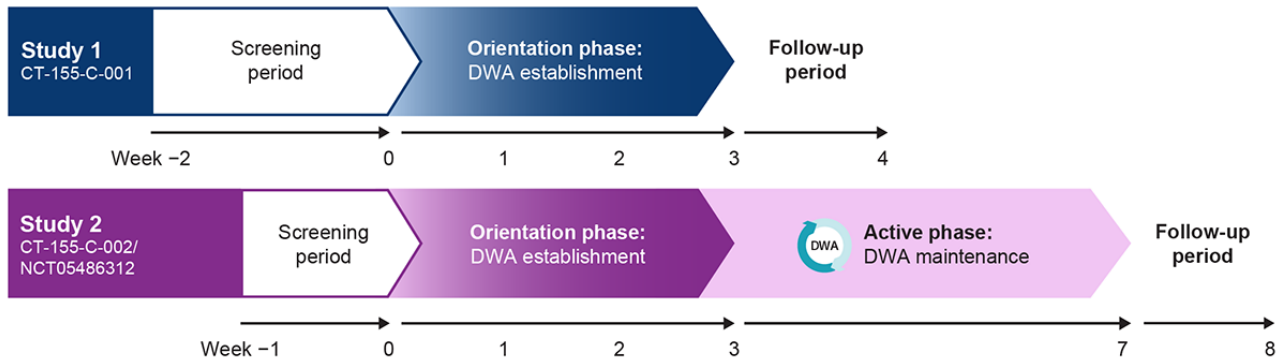 Study 1
CT-155-C-001
Screening
period
Orientation phase:
DWA establishment
Follow-up
period
Week −2
0
1
2
3
4
Study 2
CT-155-C-002/
NCT05486312
Screening
period
Orientation phase:
DWA establishment
DWA
Active phase:
DWA maintenance
Follow-up
period
Week −1
0
1
2
3
7
8